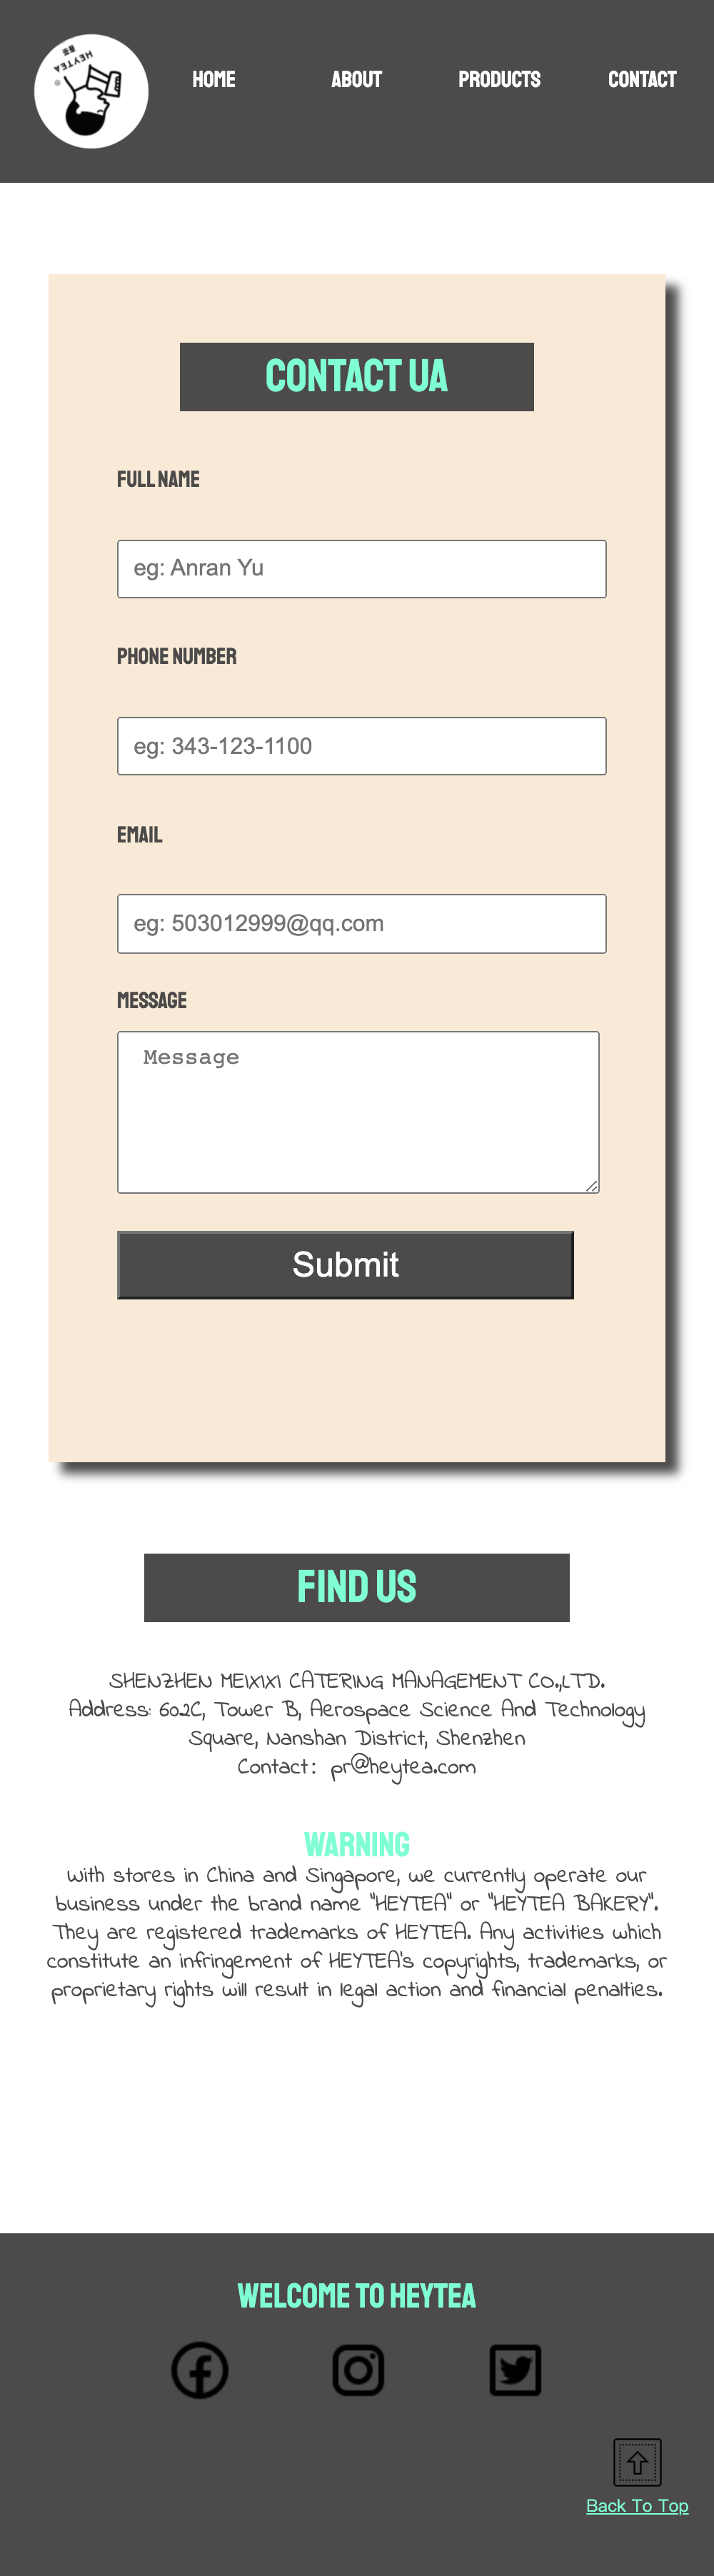 HEYTEA
HOME
ABOUT
PRODUCTS
CONTACT
CONTACT UA
FULL NAME
eg: Anran Yu
PHONE NUMBER
eg: 343-123-1100
EMAIL
eg: 503012999@qq.com
MESSAGE
Message
Submit
FIND US
SHENZHEN MEIXIXI CATERING MANAGEMENT CO.,LTD.
Address: 602C, Tower B, Aerospace Science And Technology
Square, Nanshan District, Shenzhen
Contact：pr@heytea.com
WARNING
With stores in China and Singapore, we currently operate our
business under the brand name "HEYTEA" or "HEYTEA BAKERY".
They are registered trademarks of HEYTEA. Any activities which
constitute an infringement of HEYTEA's copyrights, trademarks, or
proprietary rights will result in legal action and financial penalties.
WELCOME TO HEYTEA
Back To Top